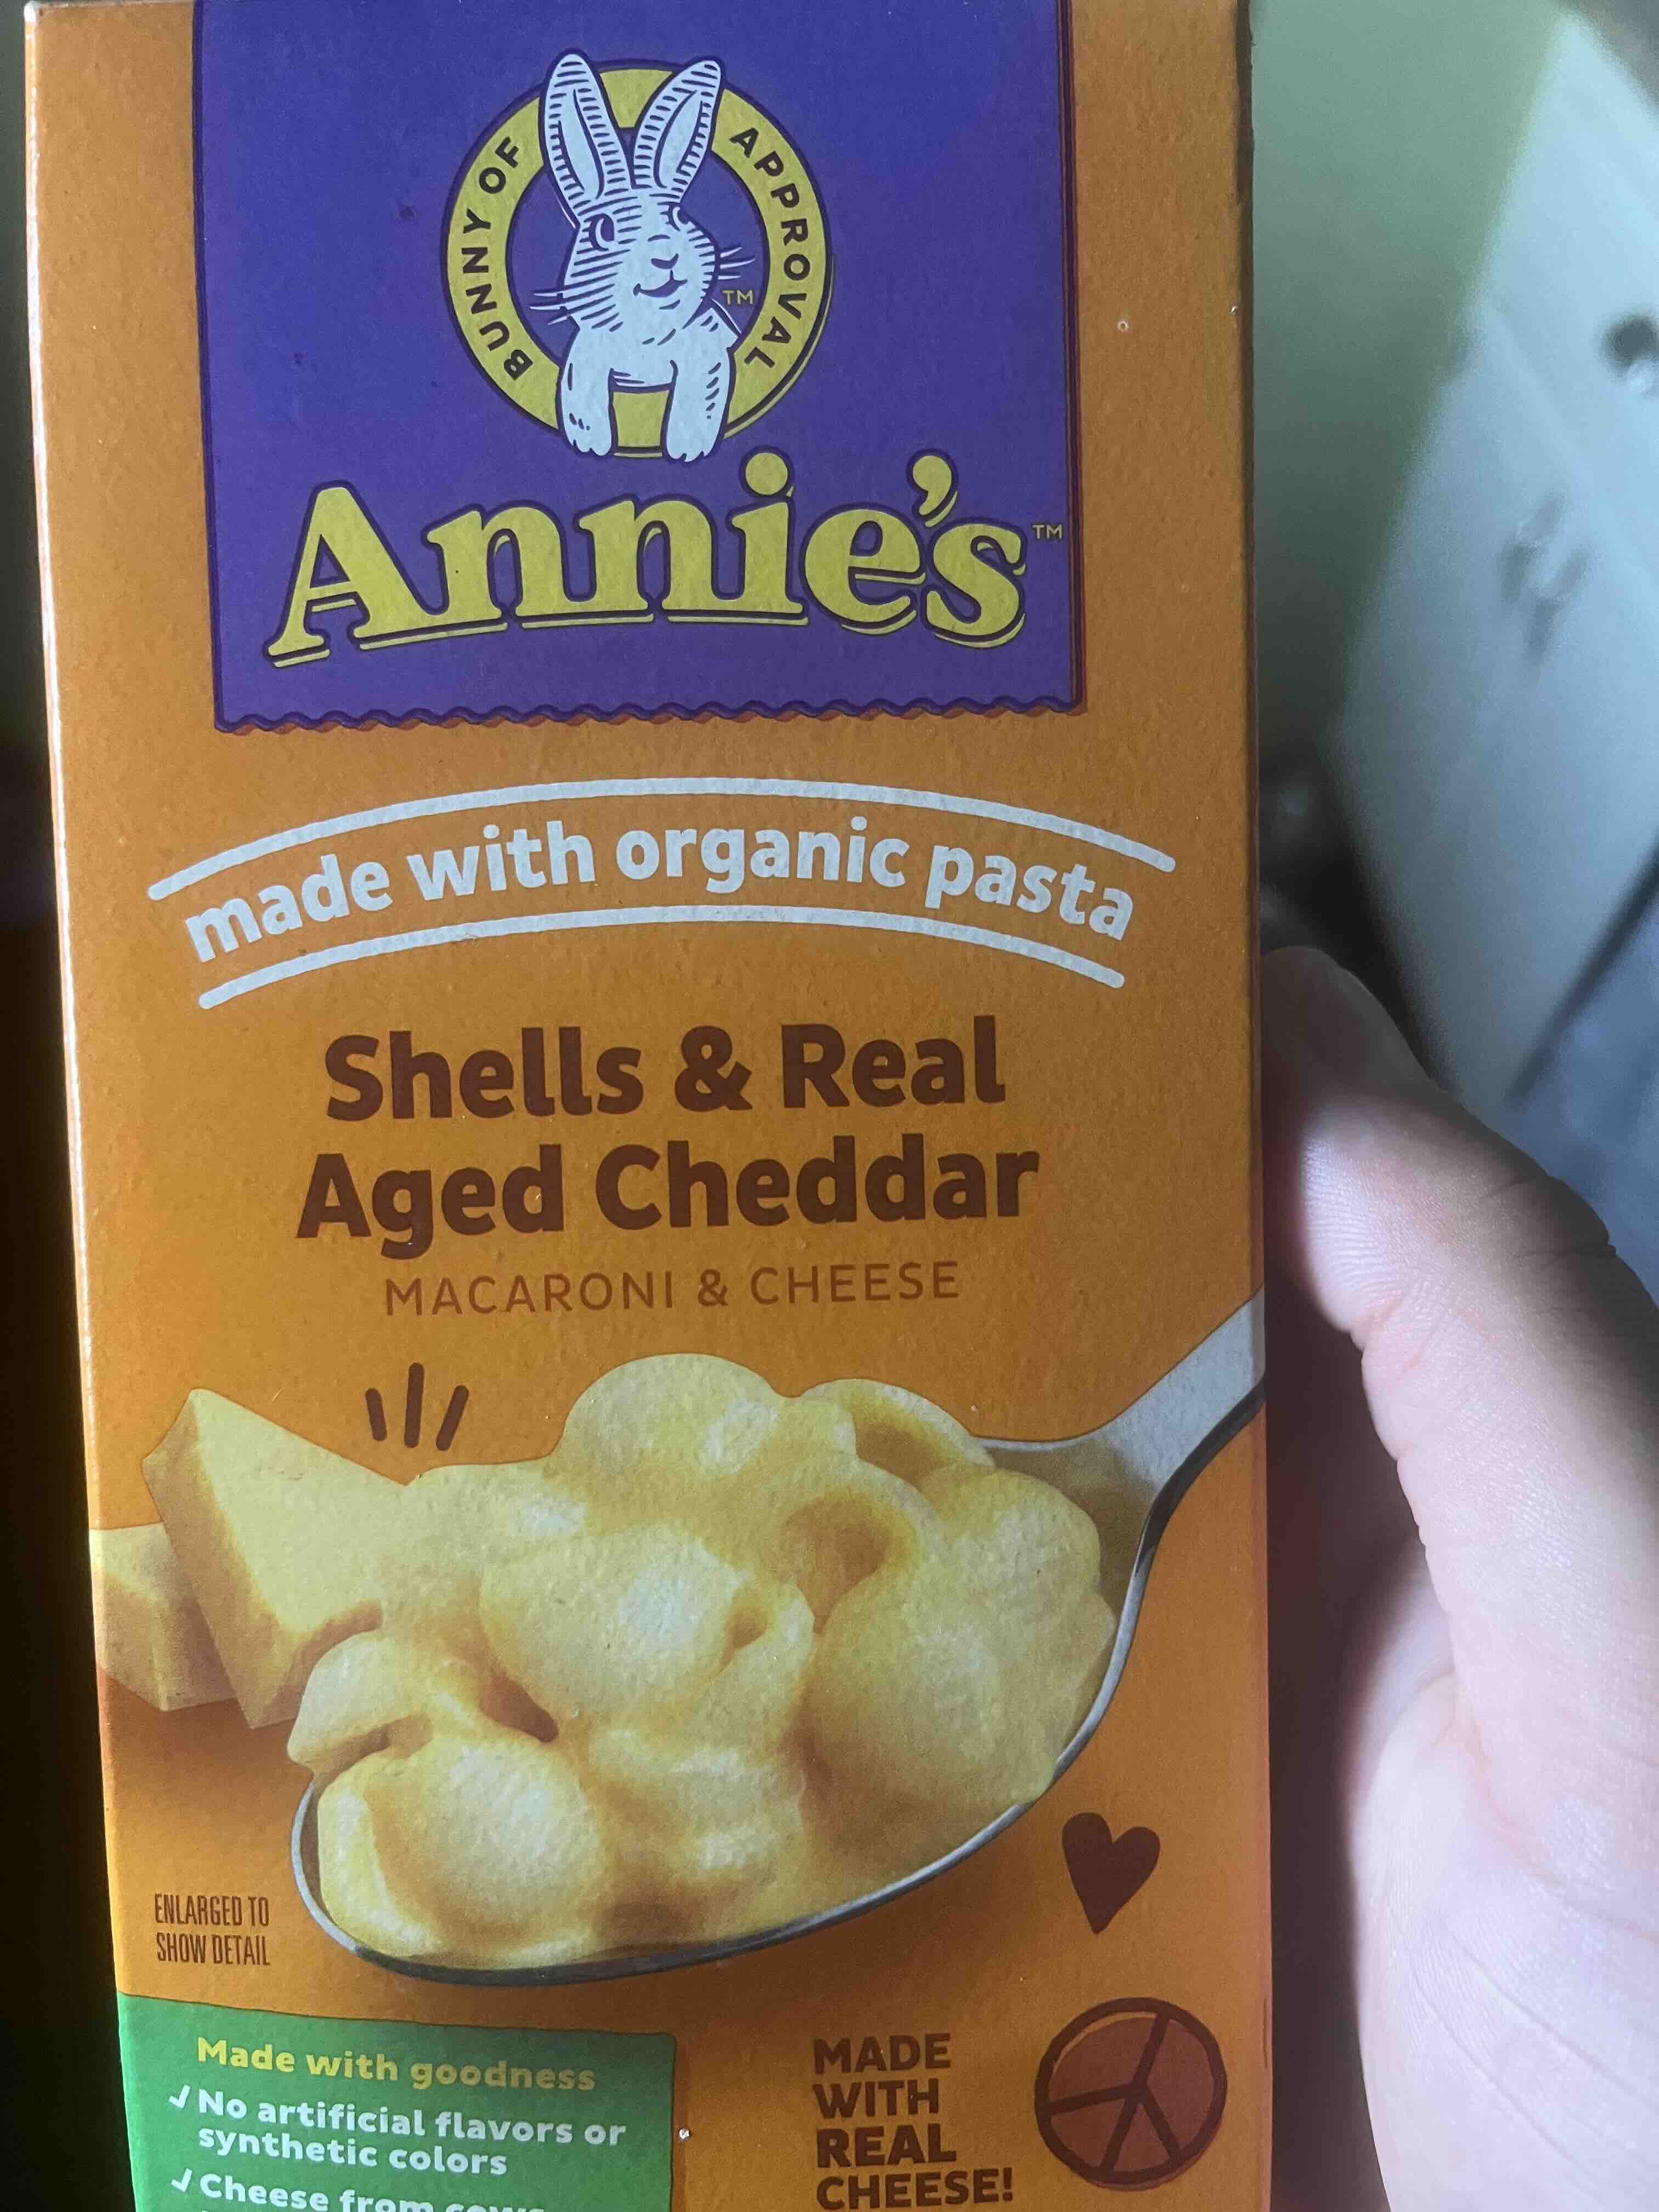 BUNNY OF APPROVAL
TM
Annie's TM
made with organic pasta
Shells & Real
Aged Cheddar
MACARONI & CHEESE
ENLARGED TO
SHOW DETAIL
Made with goodness
✓ No artificial flavors or
synthetic colors
✓ Cheese from cows
MADE
WITH
REAL
CHEESE!